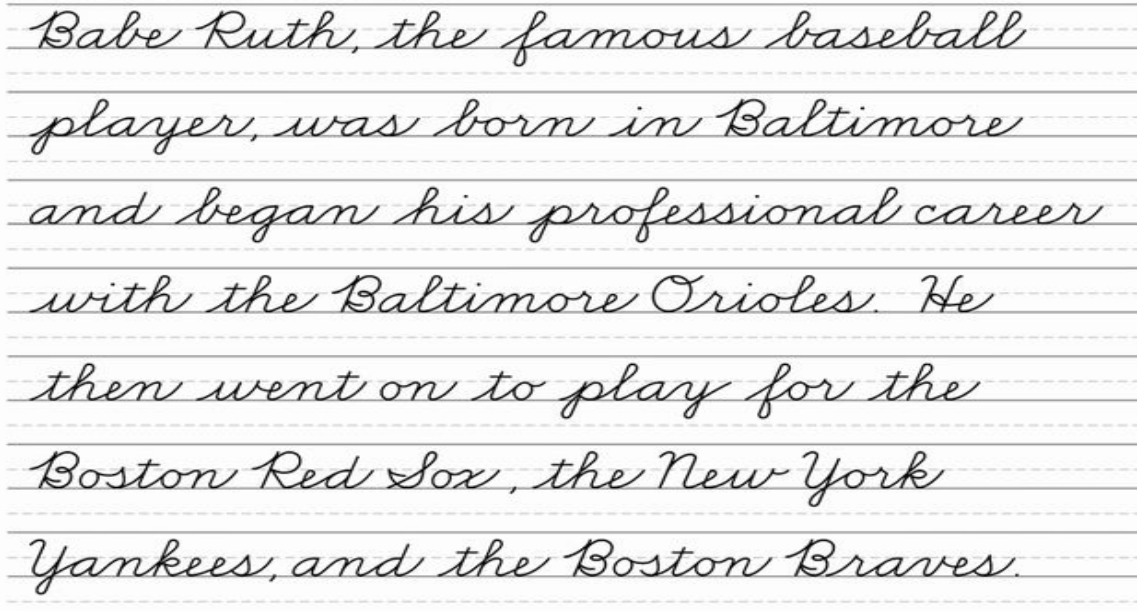 Babe Ruth, the famous baseball
player, was born in Baltimore
and began his professional career
with the Baltimore Orioles. He
then went on to play for the
Boston Red Sox, the New York
Yankees, and the Boston Braves.